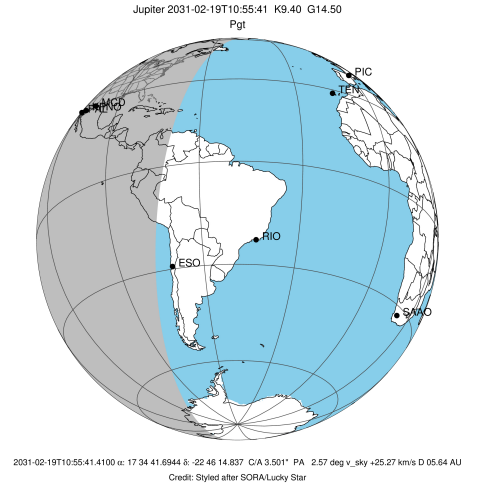 Jupiter 2031-02-19T10:55:41 K9.40 G14.50
Pgt
PIC
TEN
MCD
RIO
ESO
SAAO
2031-02-19T10:55:41.4100 α: 17 34 41.6944 δ: -22 46 14.837 C/A 3.501" PA 2.57 deg v_sky +25.27 km/s D 05.64 AU
Credit: Styled after SORA/Lucky Star